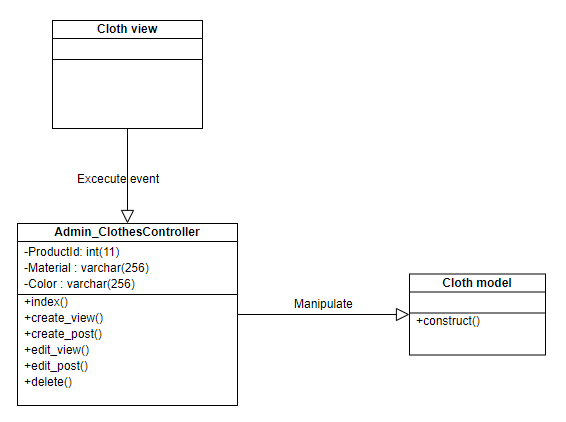 Cloth view
Excecute event
Admin_ClothesController
-ProductId: int(11)
-Material : varchar(256)
-Color : varchar(256)
+index()
+create_view()
+create_post()
+edit_view()
+edit_post()
+delete()
Manipulate
Cloth model
+construct()